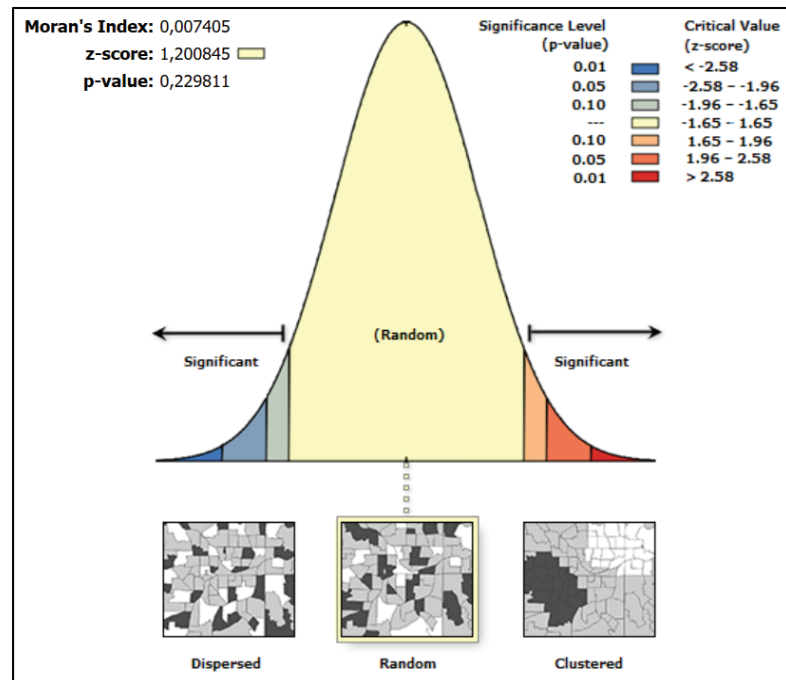 Moran's Index: 0,007405
z-score: 1,200845
p-value: 0,229811
Significance Level
(p-value)
Critical Value
(z-score)
0.01 < -2.58
0.05 -2.58 – -1.96
0.10 -1.96 – -1.65
--- -1.65 – 1.65
0.10 1.65 – 1.96
0.05 1.96 – 2.58
0.01 > 2.58
(Random)
Significant
Significant
Dispersed
Random
Clustered